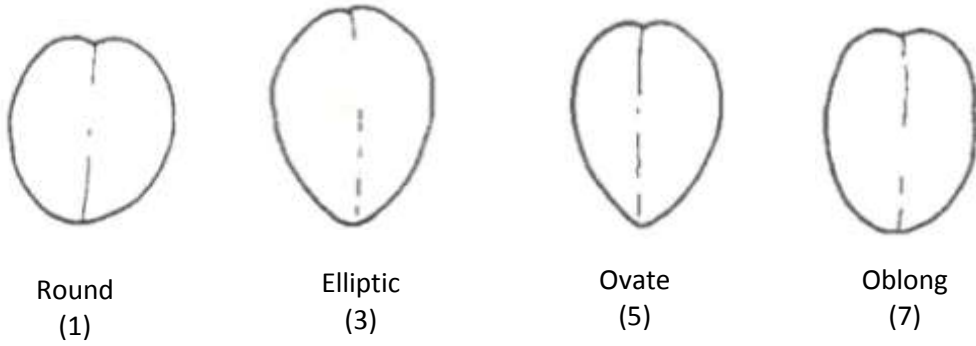 Round
(1)
Elliptic
(3)
Ovate
(5)
Oblong
(7)